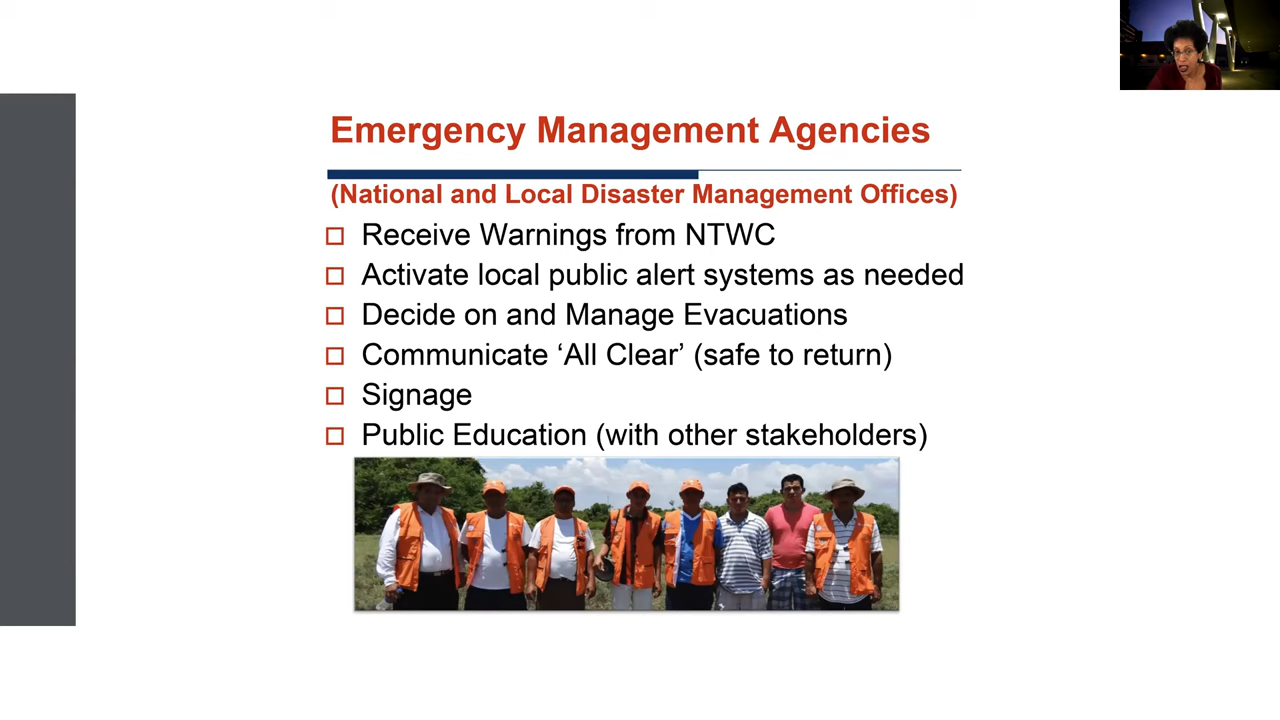 Emergency Management Agencies
(National and Local Disaster Management Offices)
Receive Warnings from NTWC
Activate local public alert systems as needed
Decide on and Manage Evacuations
Communicate ‘All Clear’ (safe to return)
Signage
Public Education (with other stakeholders)